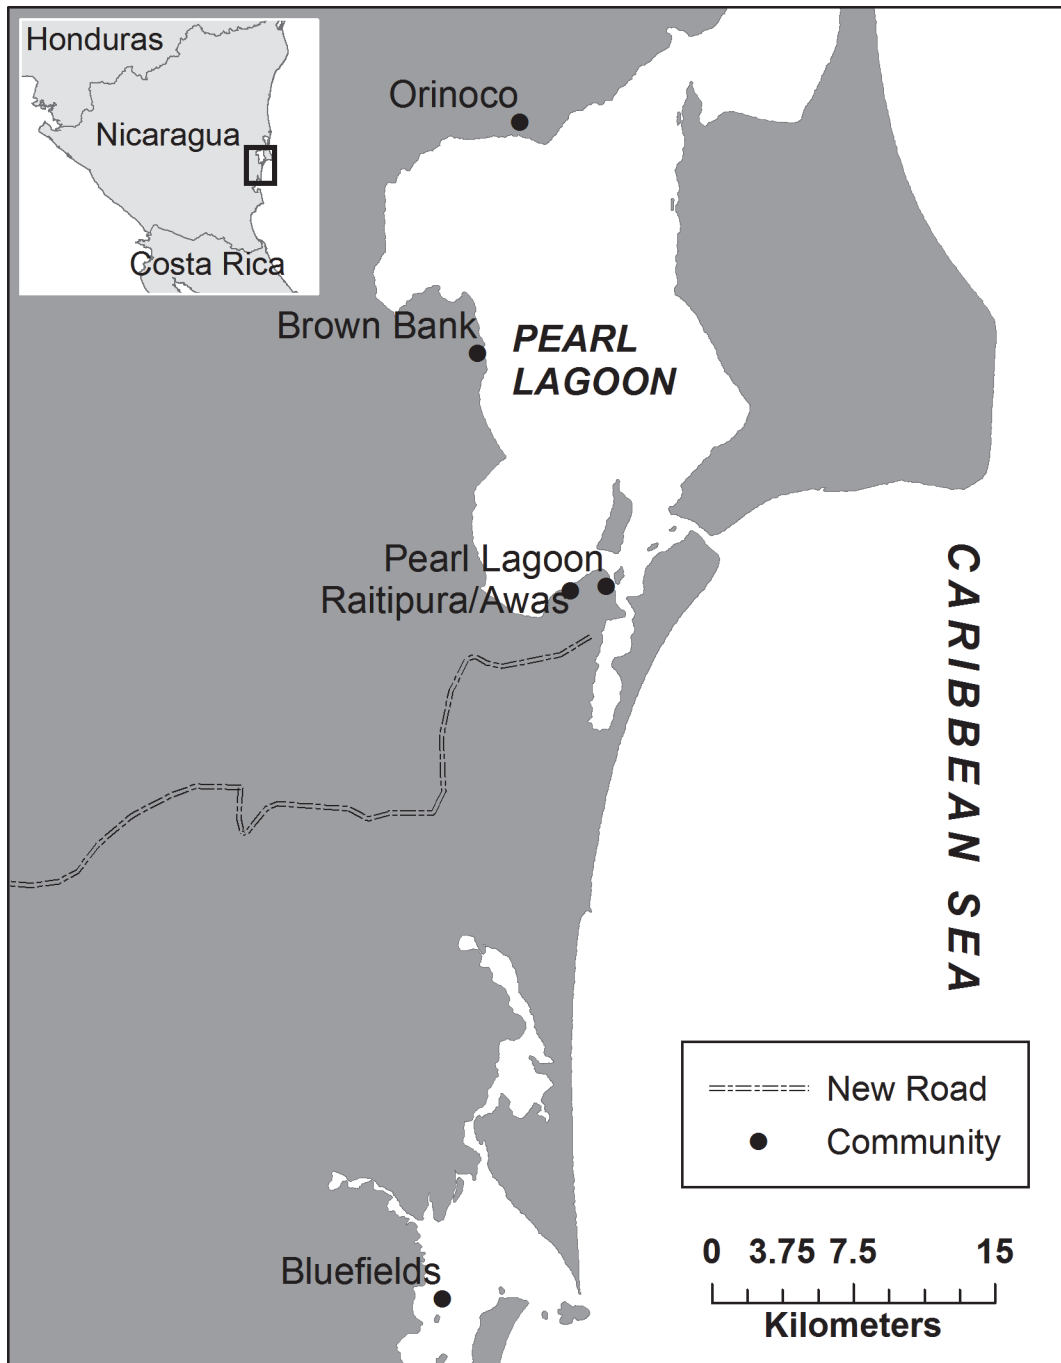 Honduras
Nicaragua
Costa Rica
Orinoco
Brown Bank
PEARL
LAGOON
Pearl Lagoon
Raitipura/Awas
CARIBBEAN SEA
New Road
Community
Bluefields
0 3.75 7.5 15
Kilometers